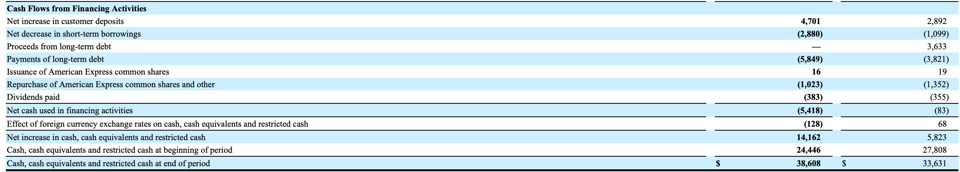 Cash Flows from Financing Activities
Net increase in customer deposits 4,701 2,892
Net decrease in short-term borrowings (2,880) (1,099)
Proceeds from long-term debt — 3,633
Payments of long-term debt (5,849) (3,821)
Issuance of American Express common shares 16 19
Repurchase of American Express common shares and other (1,023) (1,352)
Dividends paid (383) (355)
Net cash used in financing activities (5,418) (83)
Effect of foreign currency exchange rates on cash, cash equivalents and restricted cash (128) 68
Net increase in cash, cash equivalents and restricted cash 14,162 5,823
Cash, cash equivalents and restricted cash at beginning of period 24,446 27,808
Cash, cash equivalents and restricted cash at end of period $ 38,608 $ 33,631